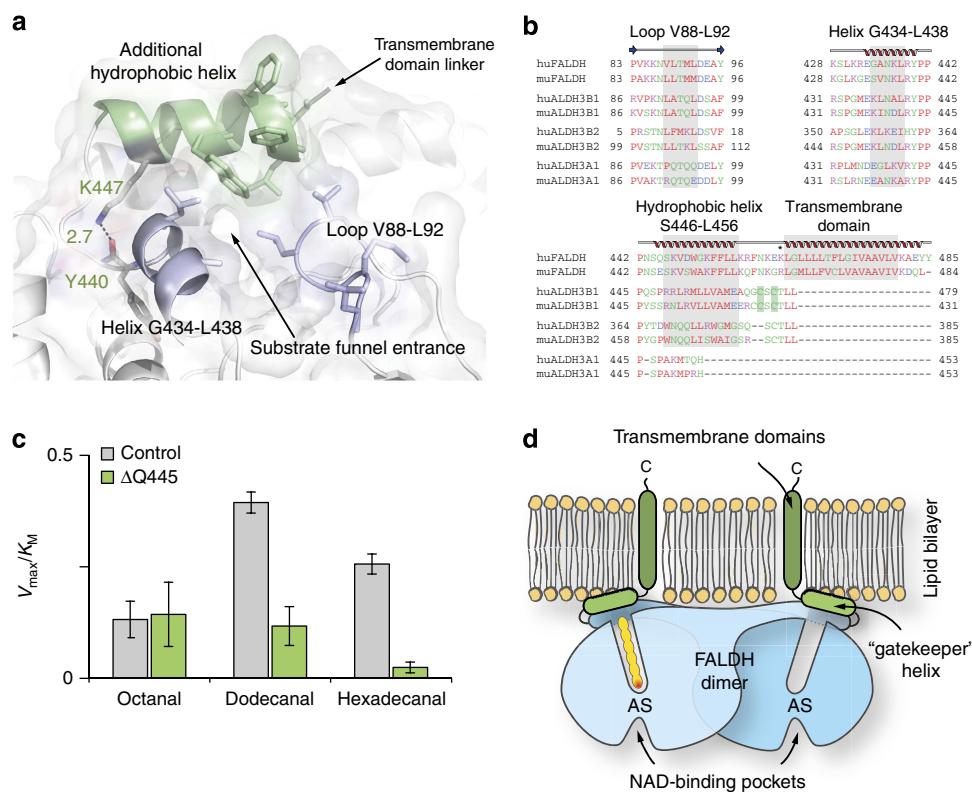 a
Additional
hydrophobic helix
Transmembrane
domain linker
K447
2.7
Y440
Loop V88-L92
Helix G434-L438
Substrate funnel entrance
b
Loop V88-L92 Helix G434-L438
huFALDH 83 PVKKNVLTMLDEAY 96 428 KSLKREGANKLRYPP 442
muFALDH 83 PAKKNLLTMMDEAY 96 428 KFSLKREGANKLRYPP 442
huALDH3B1 86 RVPKNLATQLDSAF 99 431 RSPGMEKLNALRYPP 445
muALDH3B1 86 KVSKNLATQLDSAF 99 431 RSPGMEKINDLRYPP 445
huALDH3B2 5 PRSTNLFMKLDSVF 18 350 APSGLEKLKEIHYPP 364
muALDH3B2 99 PVSTNLLTKLSSAF 112 444 RSPGLEKLNDLRYPP 458
huALDH3A1 86 PVEKTPQTQQDELY 99 431 RPLMNDEGLKVRYPP 445
muALDH3A1 86 PVAKTRQTQEDDLY 99 431 RSLRNEEANKARYPP 445
Hydrophobic helix Transmembrane
S446-L456 domain
*
huFALDH 442 PNSQSKVDWGKFFLLKRFNKEKLGLLLLTFLGIVAAVLVKAEYY 485
muFALDH 442 PNSESKVSWAKFFLLKQFNKGRLGMLLFVCLVAVAAVIVKDQL- 484
huALDH3B1 445 PQSPRRLRMLLVAMEAQGCSCTLL 479
muALDH3B1 445 PYSSRNLRVLLVAMEERCCSCTLL 431
huALDH3B2 364 PYTDWNQQLLRWGMGSQ--SCTLL 385
muALDH3B2 458 PYGPWNQQLISWAIGSR--SCTLL 385
huALDH3A1 445 P-SPAKMTQH 453
muALDH3A1 445 P-SPAKMPRH 453
c
Control
ΔQ445
0.5
Vmax/KM
0
Octanal Dodecanal Hexadecanal
d
Transmembrane domains
C C
Lipid bilayer
"gatekeeper'
helix
FALDH
dimer
AS AS
NAD-binding pockets